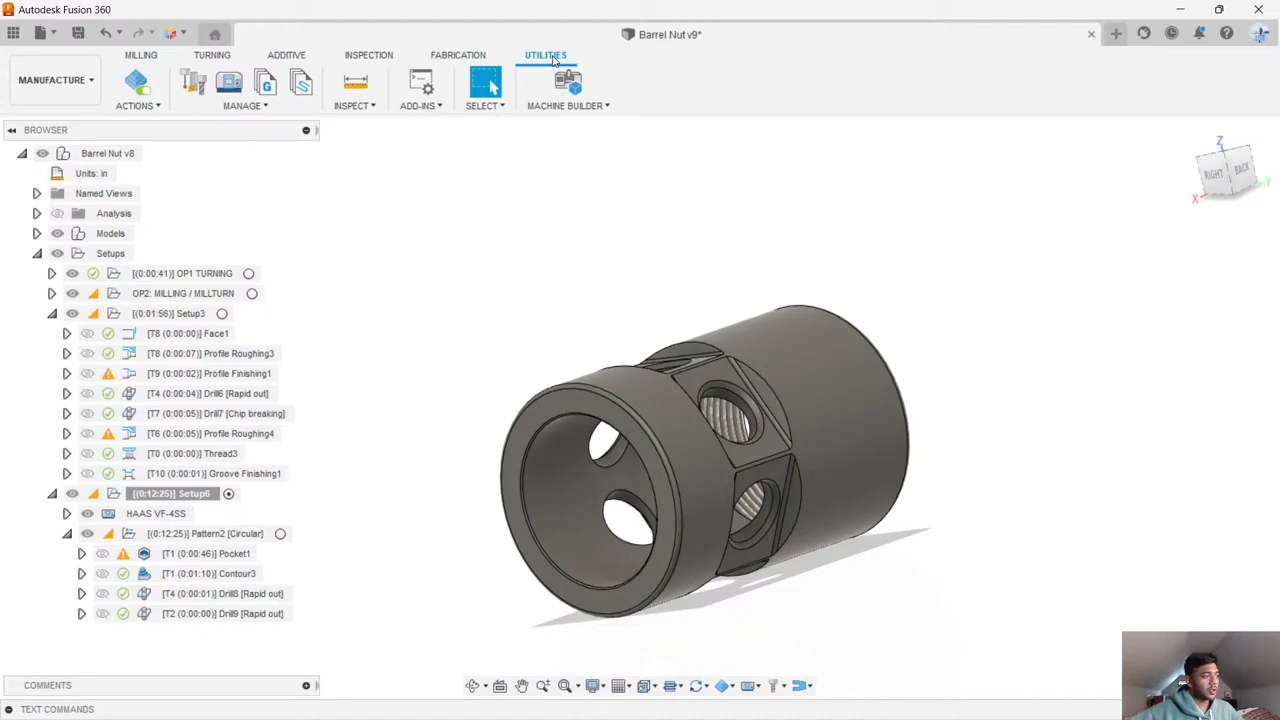 Autodesk Fusion 360
Barrel Nut v9*
MILLING
TURNING
ADDITIVE
INSPECTION
FABRICATION
UTILITIES
MANUFACTURE
ACTIONS
MANAGE
INSPECT
ADD-INS
SELECT
MACHINE BUILDER
BROWSER
Barrel Nut v8
Units: in
Named Views
Analysis
Models
Setups
[(0:00:41)] OP1 TURNING
OP2: MILLING / MILLTURN
[(0:01:56)] Setup3
[T8 (0:00:00)] Face1
[T8 (0:00:07)] Profile Roughing3
[T9 (0:00:02)] Profile Finishing1
[T4 (0:00:04)] Drill6 [Rapid out]
[T7 (0:00:05)] Drill7 [Chip breaking]
[T6 (0:00:05)] Profile Roughing4
[T0 (0:00:00)] Thread3
[T10 (0:00:01)] Groove Finishing1
[(0:12:25)] Setup6
HAAS VF-4SS
[(0:12:25)] Pattern2 [Circular]
[T1 (0:00:46)] Pocket1
[T1 (0:01:10)] Contour3
[T4 (0:00:01)] Drill8 [Rapid out]
[T2 (0:00:00)] Drill9 [Rapid out]
Z
RIGHT
BACK
X
Y
COMMENTS
TEXT COMMANDS